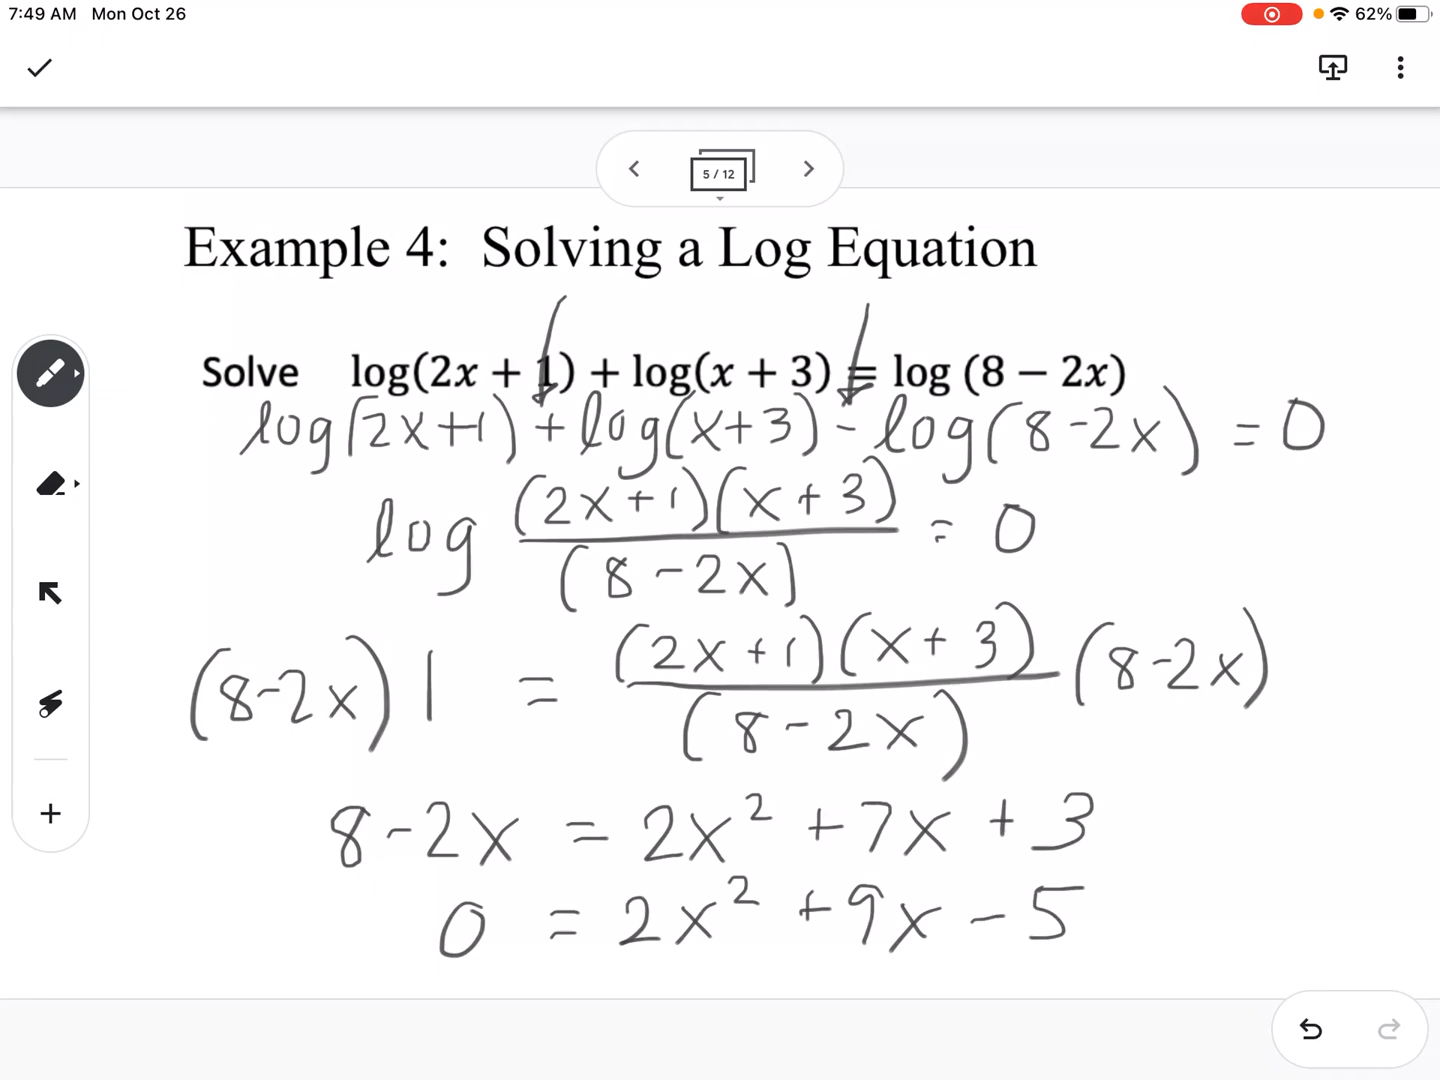 7:49 AM Mon Oct 26 62%
5 / 12
Example 4: Solving a Log Equation
Solve log(2x + 1) + log(x + 3) = log (8 − 2x)
log(2x+1) + log(x+3) - log(8-2x) = 0
log (2x+1)(x+3) = 0
(8-2x)
(8-2x) 1 = (2x+1)(x+3) (8-2x)
(8-2x)
8-2x = 2x² +7x + 3
0 = 2x² +9x - 5